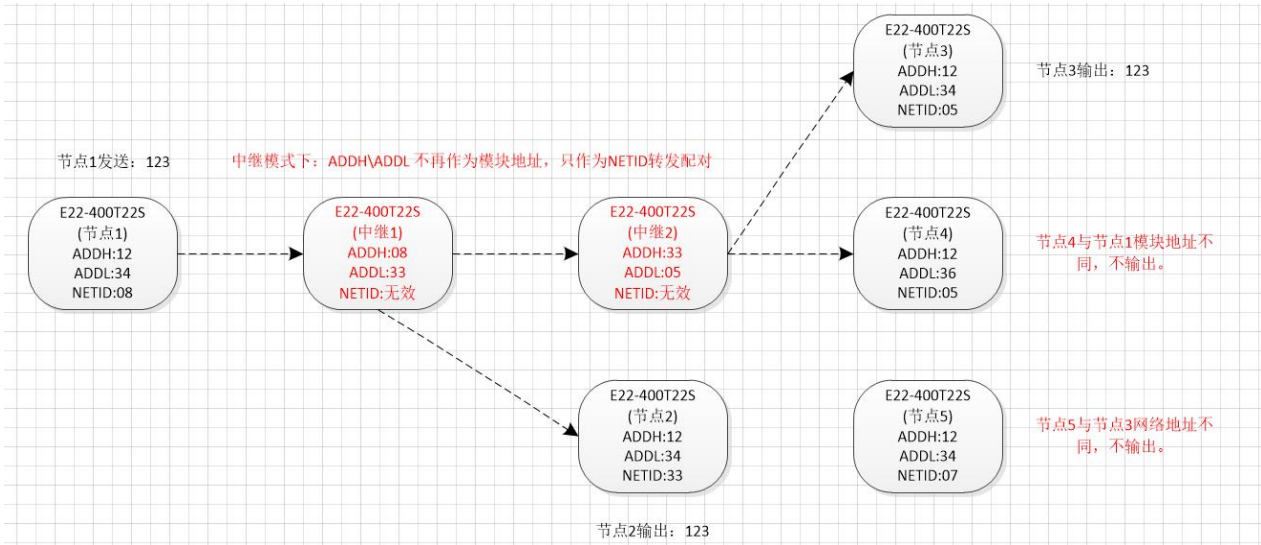 E22-400T22S
(节点3)
ADDH:12
ADDL:34
NETID:05
节点3输出：123
节点1发送：123
中继模式下：ADDH\ADDL 不再作为模块地址，只作为NETID转发配对
E22-400T22S
(节点1)
ADDH:12
ADDL:34
NETID:08
E22-400T22S
(中继1)
ADDH:08
ADDL:33
NETID:无效
E22-400T22S
(中继2)
ADDH:33
ADDL:05
NETID:无效
E22-400T22S
(节点4)
ADDH:12
ADDL:36
NETID:05
节点4与节点1模块地址不
同，不输出。
E22-400T22S
(节点2)
ADDH:12
ADDL:34
NETID:33
E22-400T22S
(节点5)
ADDH:12
ADDL:34
NETID:07
节点5与节点3网络地址不
同，不输出。
节点2输出：123